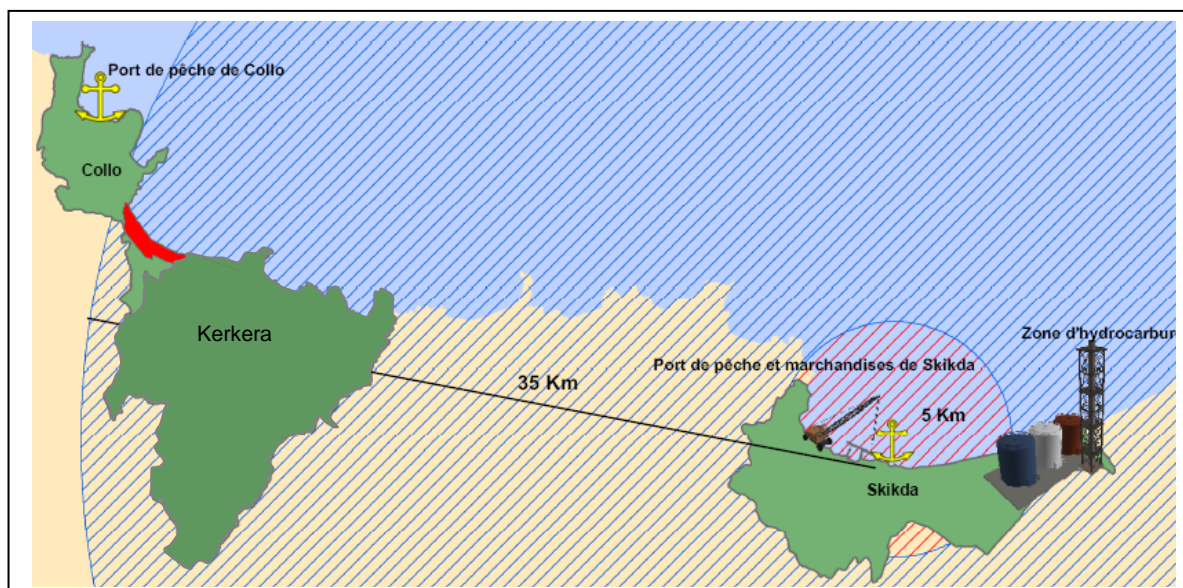 Port de pêche de Collo
Collo
Kerkera
Zone d'hydrocarbure
Port de pêche et marchandises de Skikda
35 Km
5 Km
Skikda